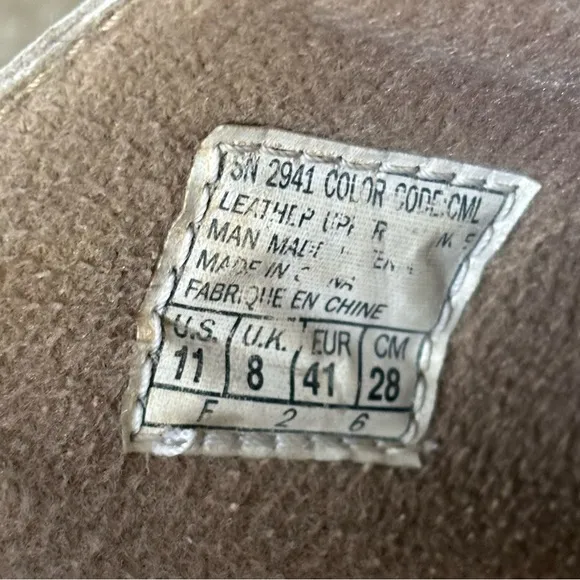 SN 2941 COLOR CODE:CML
LEATHER UPPER
MAN MADE
MADE IN CHINA
FABRIQUE EN CHINE
U.S. U.K. EUR CM
11 8 41 28
F 2 6